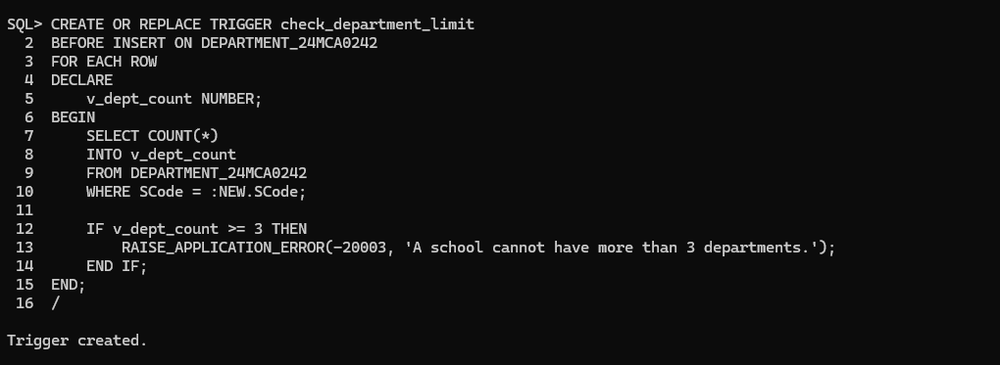 SQL> CREATE OR REPLACE TRIGGER check_department_limit
  2  BEFORE INSERT ON DEPARTMENT_24MCA0242
  3  FOR EACH ROW
  4  DECLARE
  5      v_dept_count NUMBER;
  6  BEGIN
  7      SELECT COUNT(*)
  8      INTO v_dept_count
  9      FROM DEPARTMENT_24MCA0242
 10      WHERE SCode = :NEW.SCode;
 11
 12      IF v_dept_count >= 3 THEN
 13          RAISE_APPLICATION_ERROR(-20003, 'A school cannot have more than 3 departments.');
 14      END IF;
 15  END;
 16  /
Trigger created.